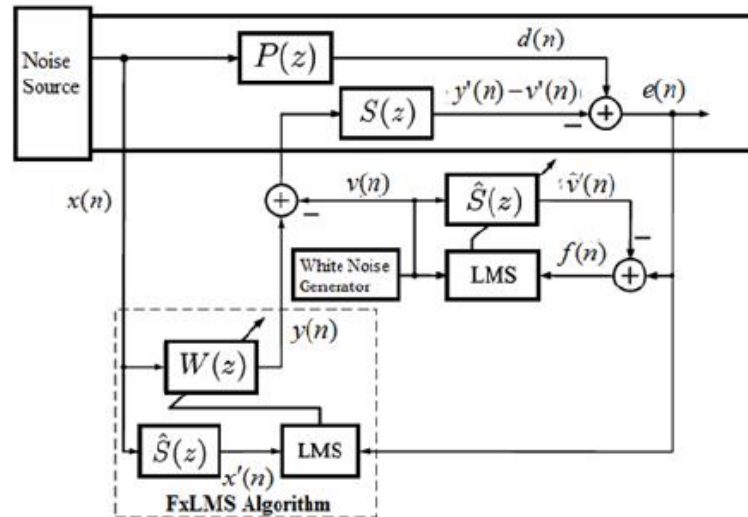 Noise
Source
P(z)
d(n)
S(z)
y'(n)−v'(n)
e(n)
+
−
x(n)
v(n)
+
−
Ŝ(z)
v̂'(n)
−
White Noise
Generator
LMS
f(n)
+
y(n)
W(z)
Ŝ(z)
x'(n)
LMS
FxLMS Algorithm